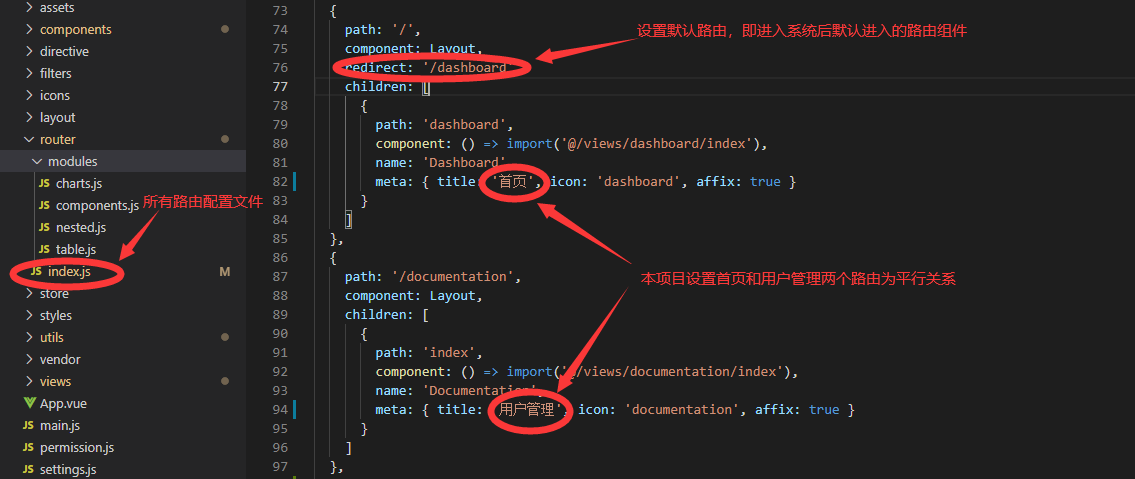 assets
components
directive
filters
icons
layout
router
modules
JS charts.js
JS components.js
JS nested.js
JS table.js
JS index.js M
store
styles
utils
vendor
views
App.vue
JS main.js
JS permission.js
JS settings.js
所有路由配置文件
73 {
74 path: '/',
75 component: Layout,
76 redirect: '/dashboard
77 children: [
78 {
79 path: 'dashboard',
80 component: () => import('@/views/dashboard/index'),
81 name: 'Dashboard'
82 meta: { title: '首页', icon: 'dashboard', affix: true }
83 }
84 ]
85 },
86 {
87 path: '/documentation',
88 component: Layout,
89 children: [
90 {
91 path: 'index',
92 component: () => import('@/views/documentation/index'),
93 name: 'Documentation',
94 meta: { title: '用户管理', icon: 'documentation', affix: true }
95 }
96 ]
97 },
设置默认路由，即进入系统后默认进入的路由组件
本项目设置首页和用户管理两个路由为平行关系